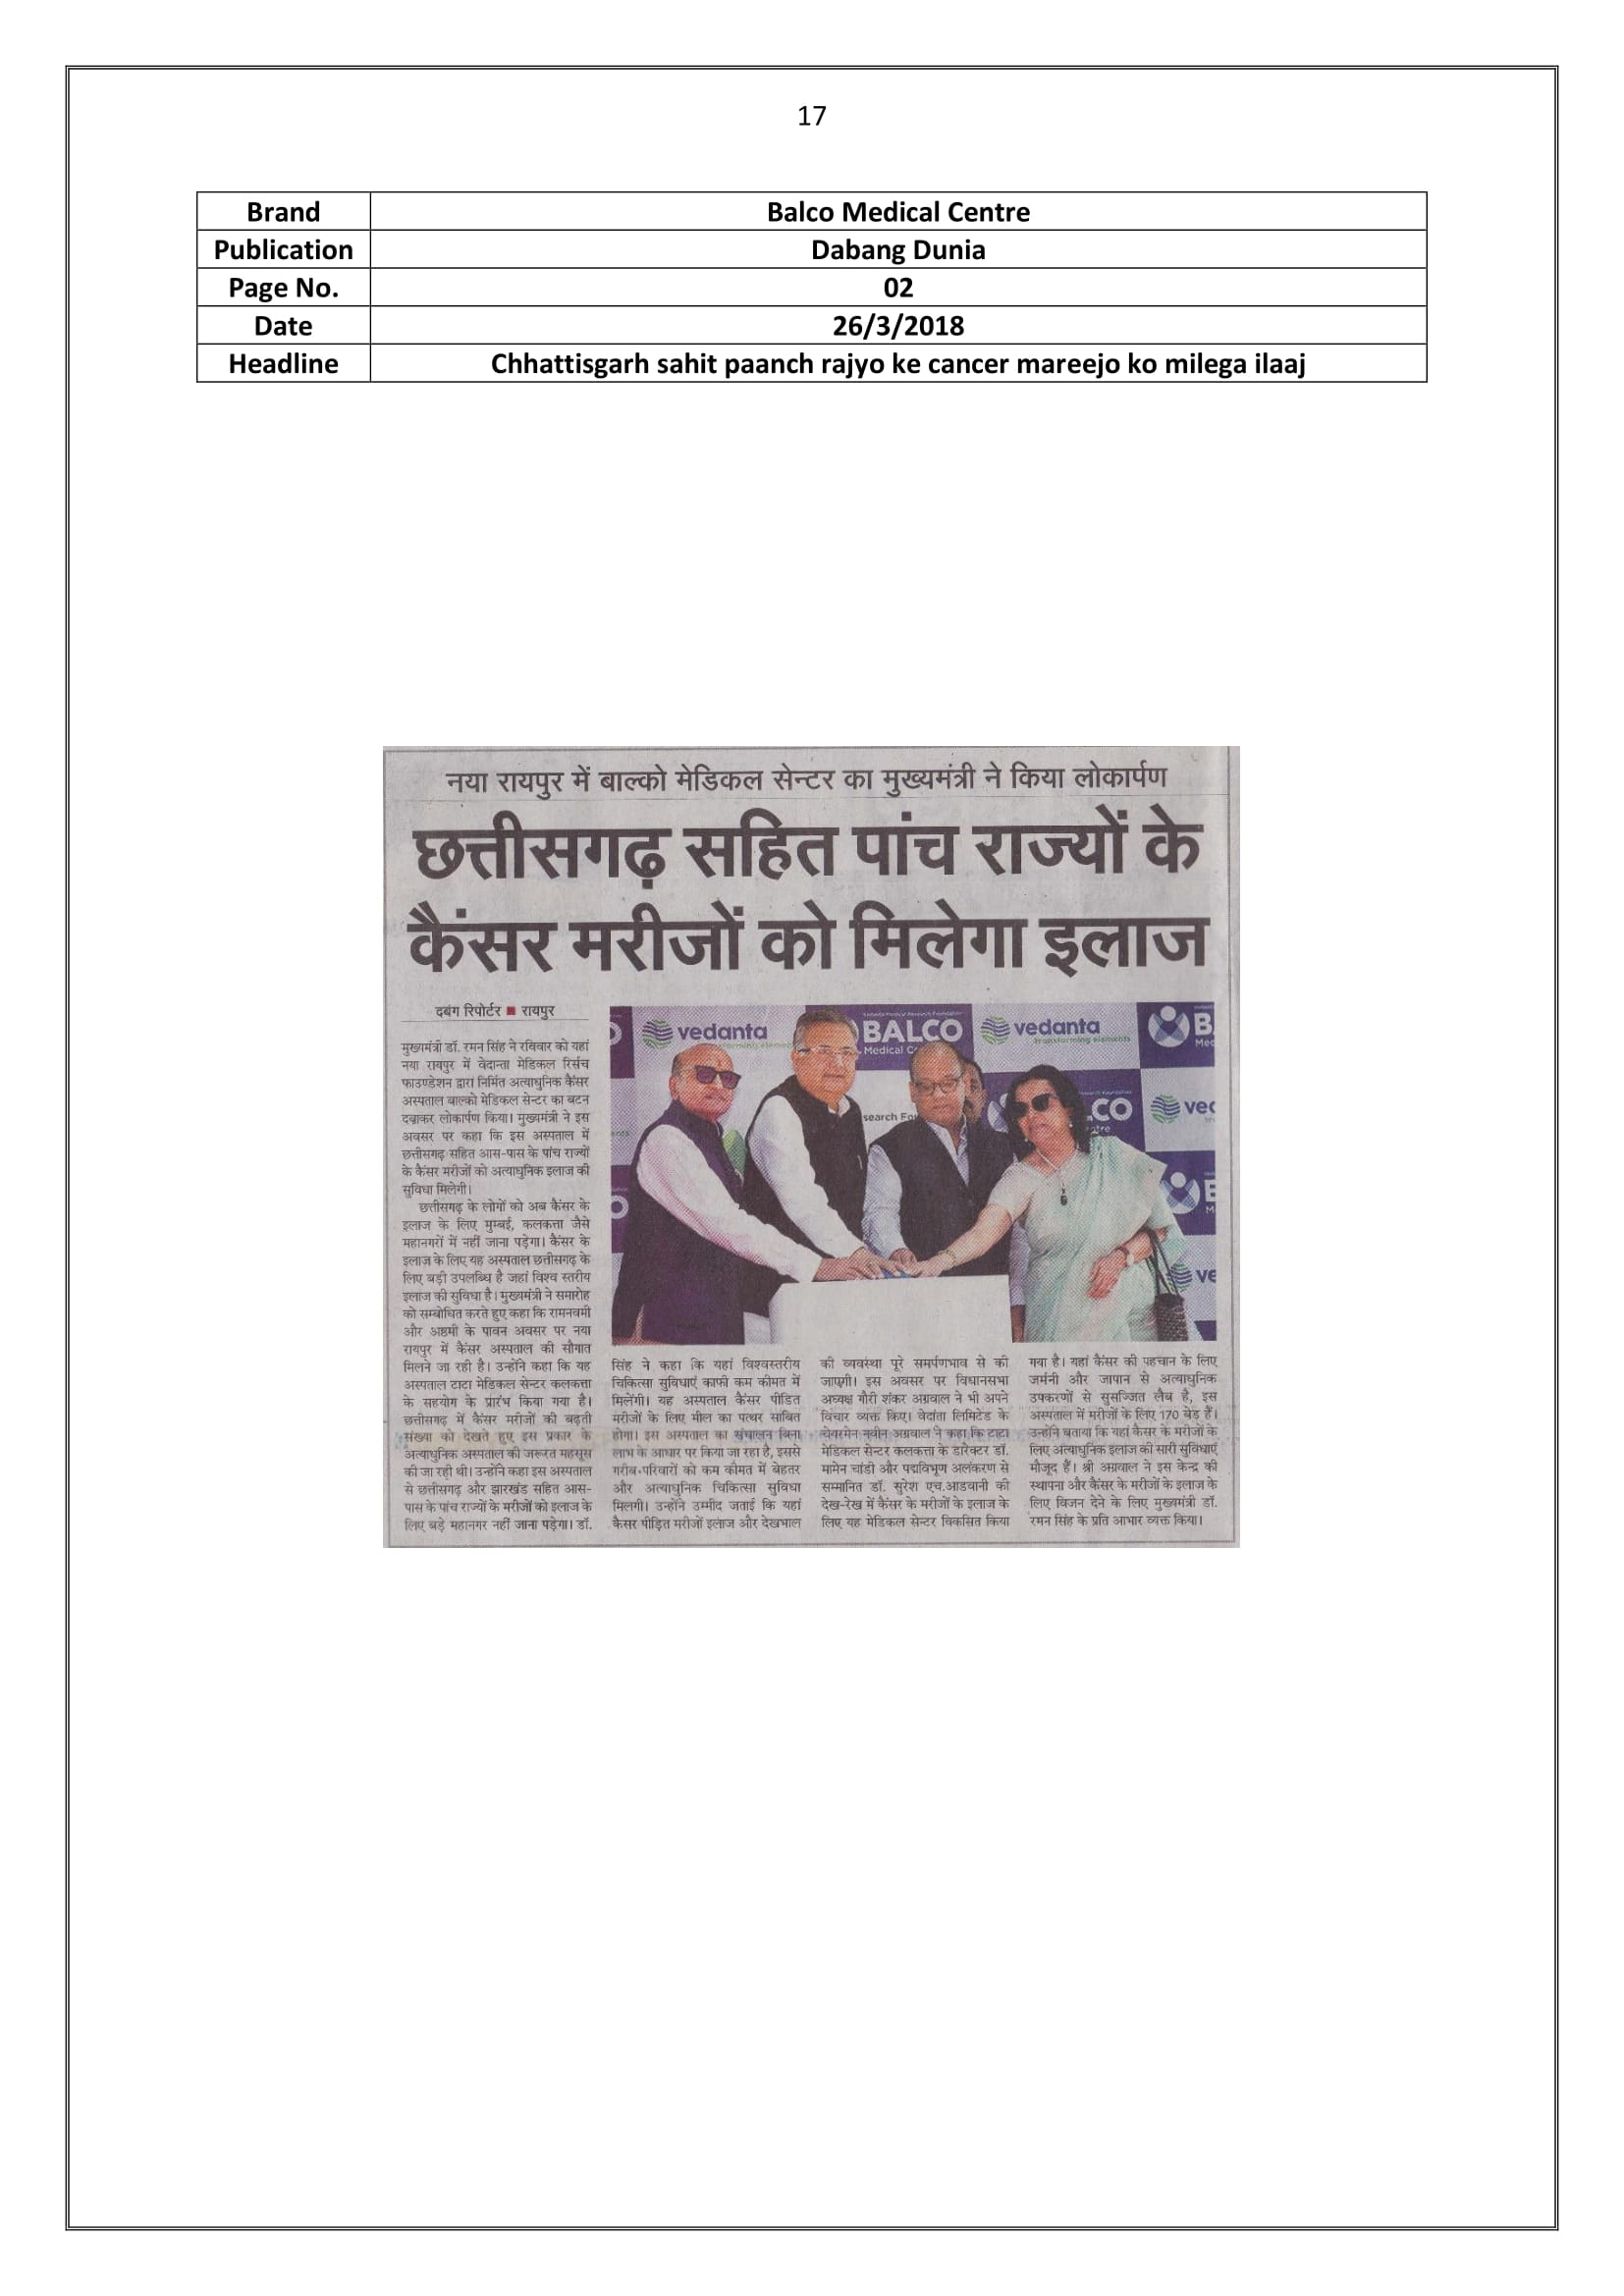 17
Brand Balco Medical Centre
Publication Dabang Dunia
Page No. 02
Date 26/3/2018
Headline Chhattisgarh sahit paanch rajyo ke cancer mareejo ko milega ilaaj
नया रायपुर में बाल्को मेडिकल सेन्टर का मुख्यमंत्री ने किया लोकार्पण
छत्तीसगढ़ सहित पांच राज्यों के
कैंसर मरीजों को मिलेगा इलाज
दबंग रिपोर्टर ■ रायपुर
मुख्यमंत्री डॉ. रमन सिंह ने रविवार को यहां
नया रायपुर में वेदान्ता मेडिकल रिर्सच
फाउण्डेशन द्वारा निर्मित अत्याधुनिक कैंसर
अस्पताल बाल्को मेडिकल सेन्टर का बटन
दबाकर लोकार्पण किया। मुख्यमंत्री ने इस
अवसर पर कहा कि इस अस्पताल में
छत्तीसगढ़ सहित आस-पास के पांच राज्यों
के कैंसर मरीजों को अत्याधुनिक इलाज की
सुविधा मिलेगी।
छत्तीसगढ़ के लोगों को अब कैंसर के
इलाज के लिए मुम्बई, कलकत्ता जैसे
महानगरों में नहीं जाना पड़ेगा। कैंसर के
इलाज के लिए यह अस्पताल छत्तीसगढ़ के
लिए बड़ी उपलब्धि है जहां विश्व स्तरीय
इलाज की सुविधा है। मुख्यमंत्री ने समारोह
को सम्बोधित करते हुए कहा कि रामनवमी
और अष्टमी के पावन अवसर पर नया
रायपुर में कैंसर अस्पताल की सौगात
मिलने जा रही है। उन्होंने कहा कि यह
अस्पताल टाटा मेडिकल सेन्टर कलकत्ता
के सहयोग के प्रारंभ किया गया है।
छत्तीसगढ़ में कैंसर मरीजों की बढ़ती
संख्या को देखते हुए इस प्रकार के
अत्याधुनिक अस्पताल की जरूरत महसूस
की जा रही थी। उन्होंने कहा इस अस्पताल
से छत्तीसगढ़ और झारखंड सहित आस-
पास के पांच राज्यों के मरीजों को इलाज के
लिए बड़े महानगर नहीं जाना पड़ेगा। डॉ.
vedanta
BALCO
Medical
vedanta
transforming elements
सिंह ने कहा कि यहां विश्वस्तरीय
चिकित्सा सुविधाएं काफी कम कीमत में
मिलेंगी। यह अस्पताल कैंसर पीडित
मरीजों के लिए मील का पत्थर साबित
होगा। इस अस्पताल का संचालन बिना
लाभ के आधार पर किया जा रहा है, इससे
गरीब-परिवारों को कम कीमत में बेहतर
और अत्याधुनिक चिकित्सा सुविधा
मिलगी। उन्होंने उम्मीद जताई कि यहां
कैसर पीड़ित मरीजों इलाज और देखभाल
की व्यवस्था पूरे समर्पणभाव से की
जाएगी। इस अवसर पर विधानसभा
अध्यक्ष गौरी शंकर अग्रवाल ने भी अपने
विचार व्यक्त किए। वेदांता लिमिटेड के
चेयरमेन नवीन अग्रवाल ने कहा कि टाटा
मेडिकल सेन्टर कलकत्ता के डारेक्टर डॉ.
मामेन चांडी और पद्मविभूण अलंकरण से
सम्मानित डॉ. सुरेश एच.आडवानी की
देख-रेख में कैंसर के मरीजों के इलाज के
लिए यह मेडिकल सेन्टर विकसित किया
गया है। यहां कैंसर की पहचान के लिए
जर्मनी और जापान से अत्याधुनिक
उपकरणों से सुसज्जित लैब है, इस
अस्पताल में मरीजों के लिए 170 बेड हैं।
उन्होंने बताया कि यहां कैसर के मरीजों के
लिए अत्याधुनिक इलाज की सारी सुविधाएं
मौजूद हैं। श्री अग्रवाल ने इस केन्द्र की
स्थापना और कैंसर के मरीजों के इलाज के
लिए विजन देने के लिए मुख्यमंत्री डॉ.
रमन सिंह के प्रति आभार व्यक्त किया।